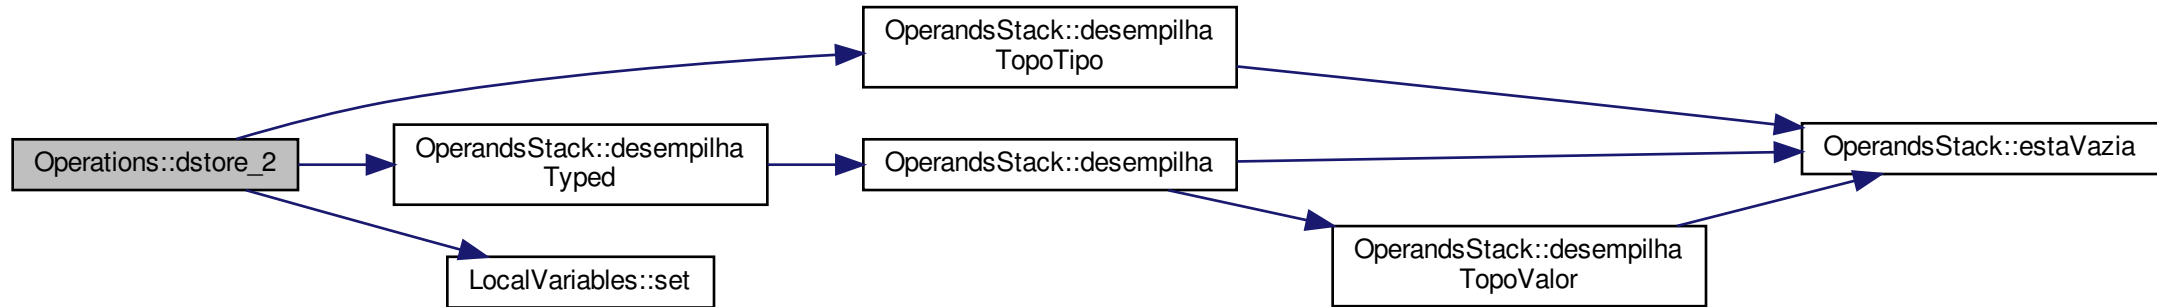 Operations::dstore_2
OperandsStack::desempilha
TopoTipo
OperandsStack::desempilha
Typed
LocalVariables::set
OperandsStack::desempilha
OperandsStack::desempilha
TopoValor
OperandsStack::estaVazia